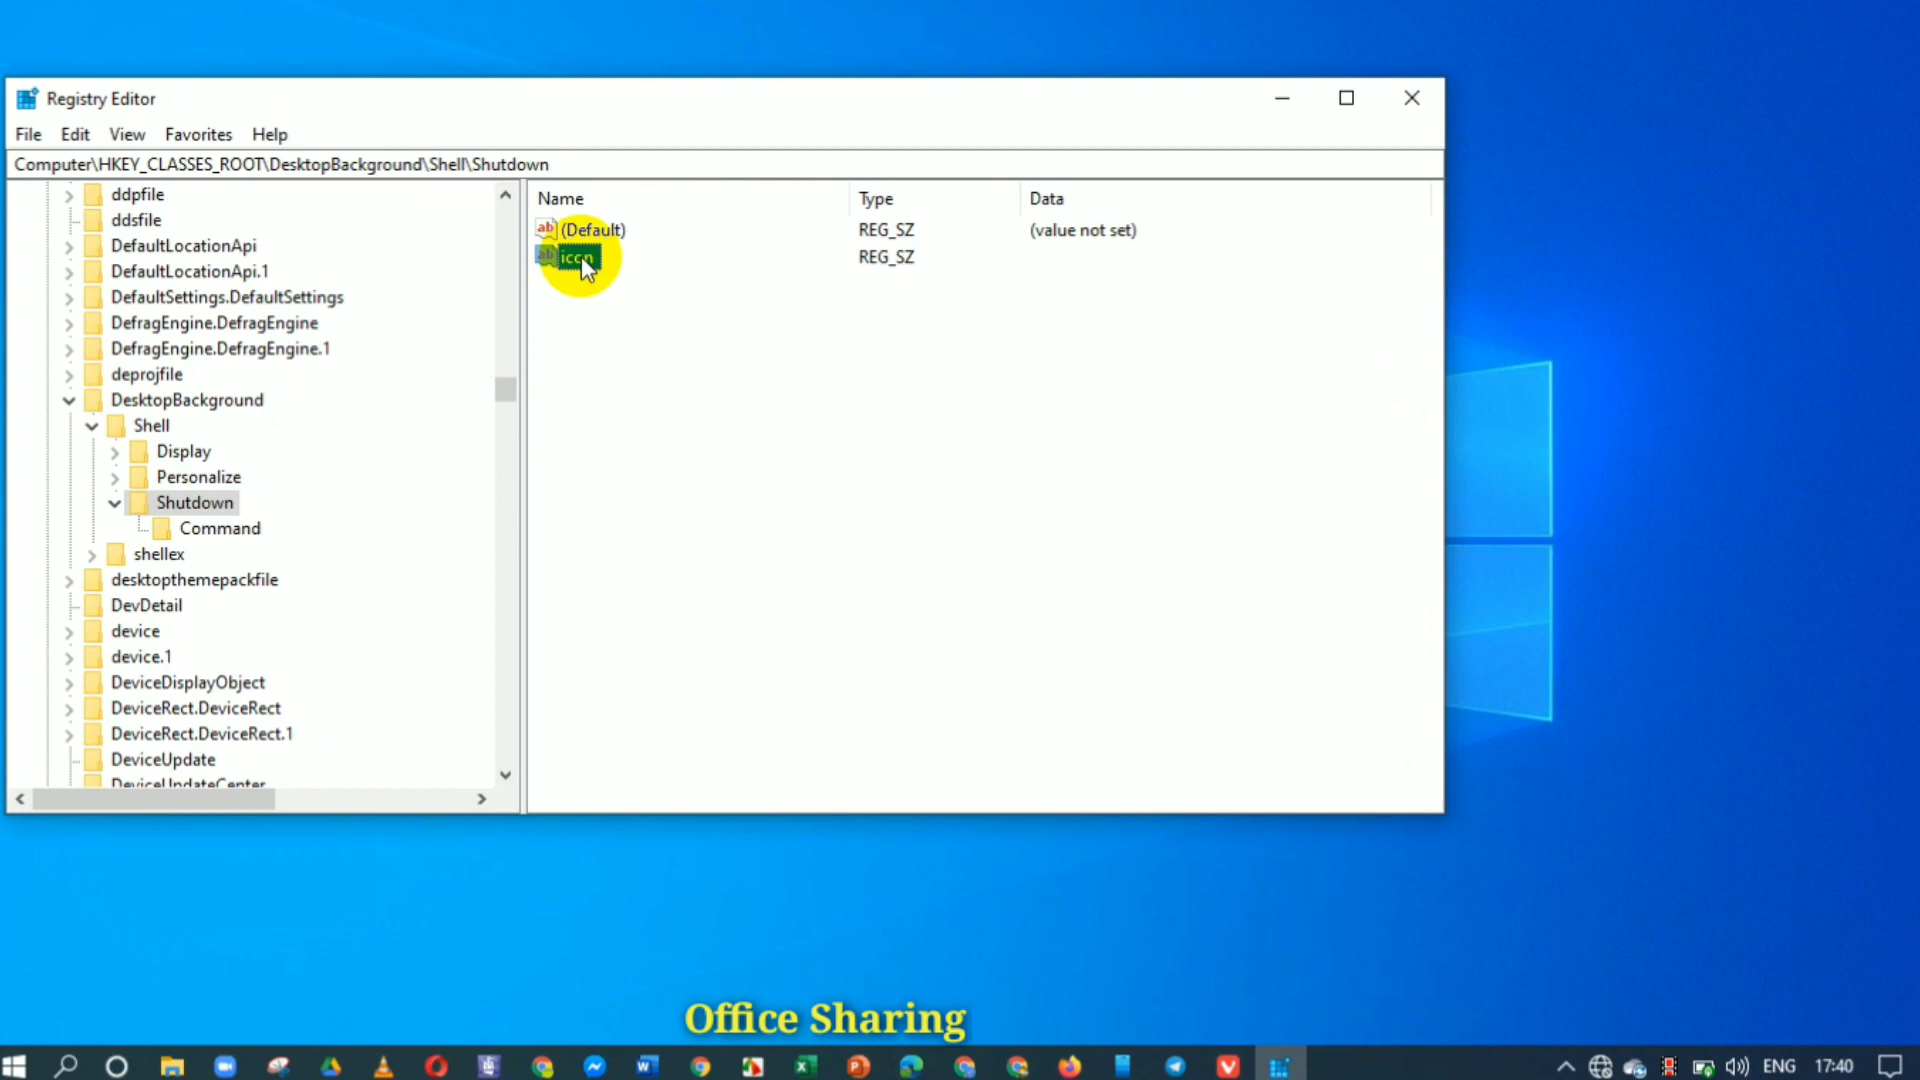 Registry Editor
File Edit View Favorites Help
Computer\HKEY_CLASSES_ROOT\DesktopBackground\Shell\Shutdown
ddpfile
ddsfile
DefaultLocationApi
DefaultLocationApi.1
DefaultSettings.DefaultSettings
DefragEngine.DefragEngine
DefragEngine.DefragEngine.1
deprojfile
DesktopBackground
Shell
Display
Personalize
Shutdown
Command
shellex
desktopthemepackfile
DevDetail
device
device.1
DeviceDisplayObject
DeviceRect.DeviceRect
DeviceRect.DeviceRect.1
DeviceUpdate
DeviceUpdateCenter
Name Type Data
(Default) REG_SZ (value not set)
icon REG_SZ
Office Sharing
ENG 17:40